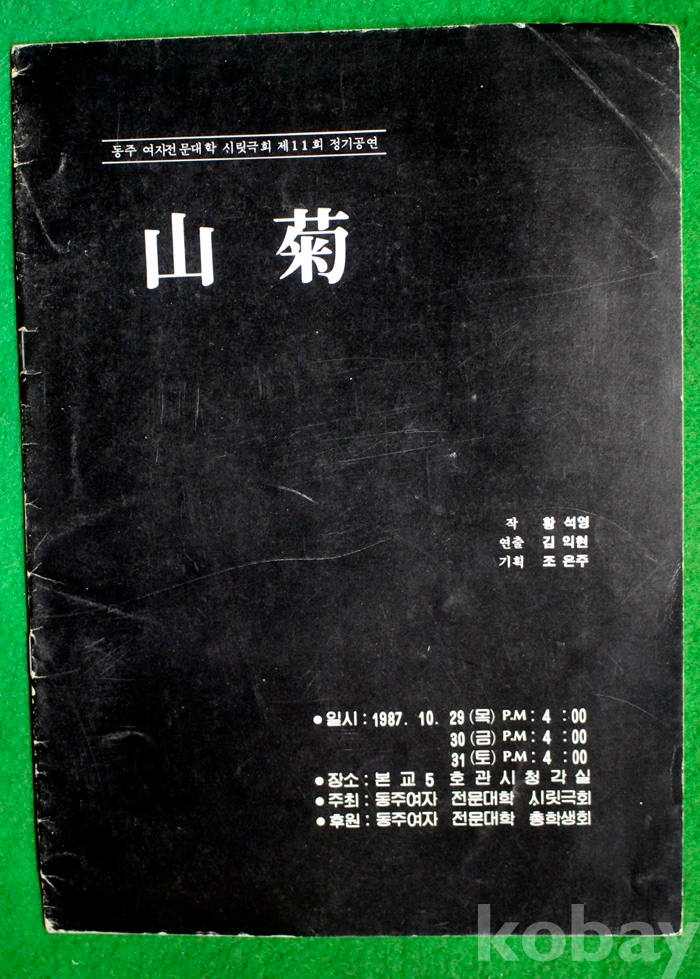 동주 여자전문대학 시릿극회 제11회 정기공연
山 菊
작 황 석영
연출 김 익현
기획 조 은주
● 일시 : 1987. 10. 29 (목) P.M : 4 : 00
30 (금) P.M : 4 : 00
31 (토) P.M : 4 : 00
● 장소 : 본 교 5 호 관 시 청 각 실
● 주최 : 동주여자 전문대학 시릿극회
● 후원 : 동주여자 전문대학 총학생회
kobay